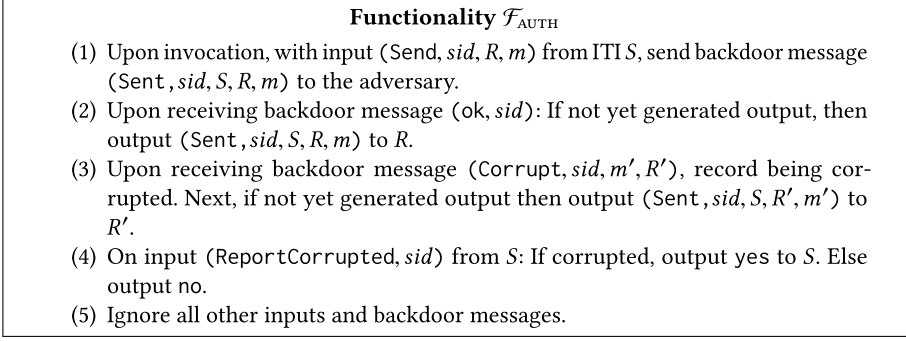 Functionality ℱAUTH
(1) Upon invocation, with input (Send, sid, R, m) from ITI S, send backdoor message
(Sent,sid, S, R, m) to the adversary.
(2) Upon receiving backdoor message (ok, sid): If not yet generated output, then
output (Sent,sid, S, R, m) to R.
(3) Upon receiving backdoor message (Corrupt, sid, m′, R′), record being cor-
rupted. Next, if not yet generated output then output (Sent,sid, S, R′, m′) to
R′.
(4) On input (ReportCorrupted, sid) from S: If corrupted, output yes to S. Else
output no.
(5) Ignore all other inputs and backdoor messages.